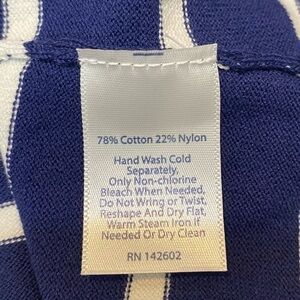 78% Cotton 22% Nylon
Hand Wash Cold
Separately,
Only Non-chlorine
Bleach When Needed,
Do Not Wring or Twist,
Reshape And Dry Flat,
Warm Steam Iron if
Needed Or Dry Clean
RN 142602